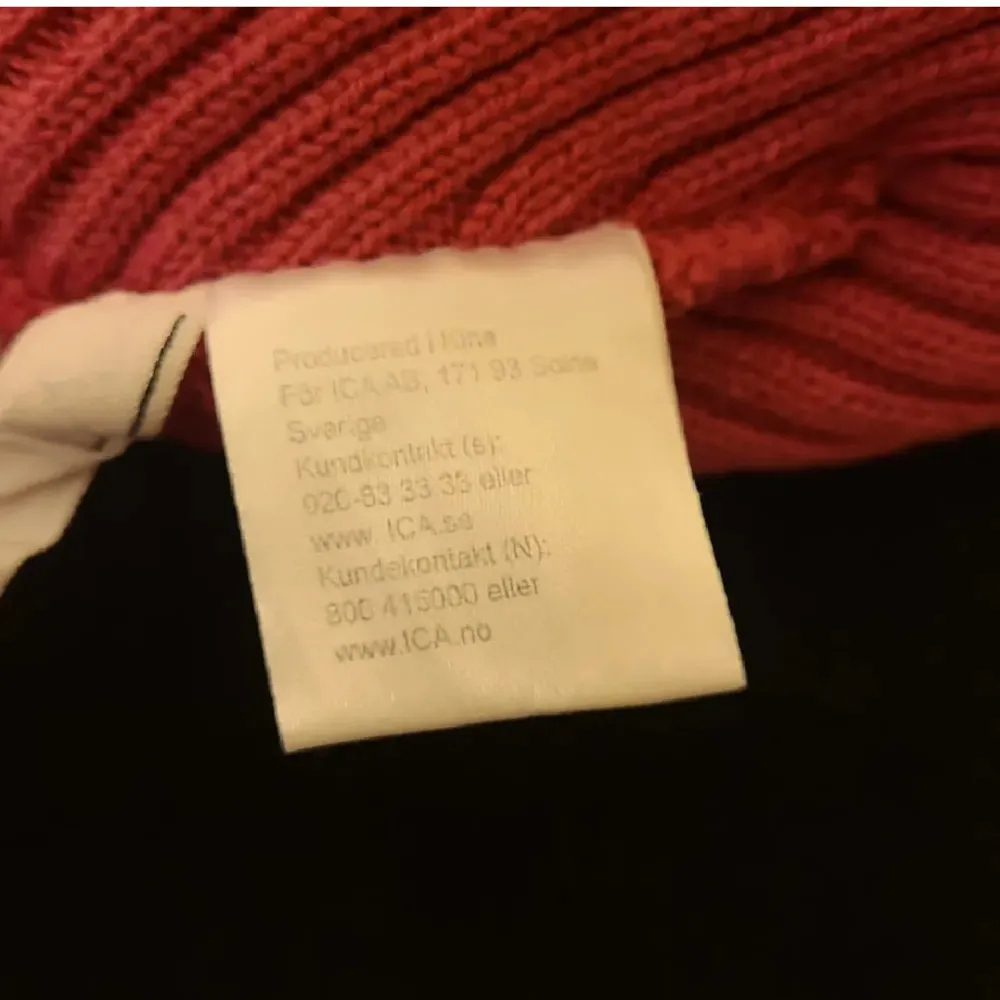 Producerad i Kina
För ICA AB, 171 93 Solna
Sverige
Kundkontakt (s):
020-83 33 33 eller
www. ICA.se
Kundekontakt (N):
800 415000 eller
www.ICA.no